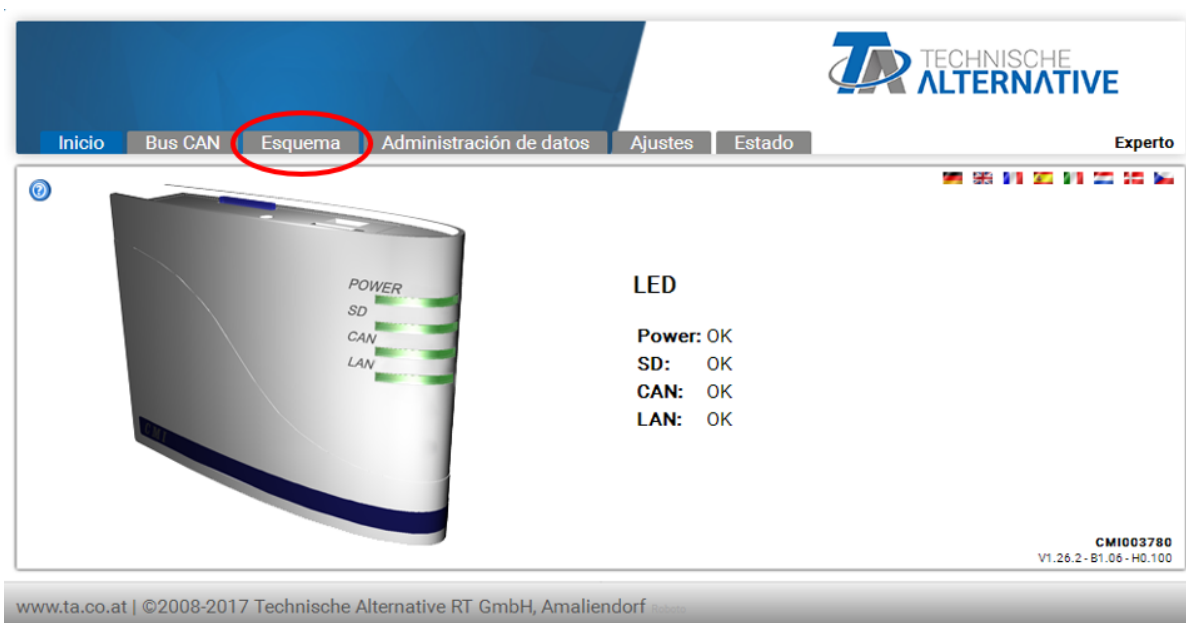 TECHNISCHE
ALTERNATIVE
Inicio Bus CAN Esquema Administración de datos Ajustes Estado Experto
POWER
SD
CAN
LAN
CMI
LED
Power: OK
SD: OK
CAN: OK
LAN: OK
CMI003780
V1.26.2 - B1.06 - H0.100
www.ta.co.at | ©2008-2017 Technische Alternative RT GmbH, Amaliendorf Roboto